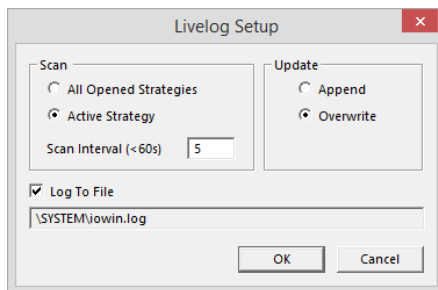 Livelog Setup
Scan
All Opened Strategies
Active Strategy
Scan Interval (<60s) 5
Update
Append
Overwrite
Log To File
\SYSTEM\iowin.log
OK Cancel